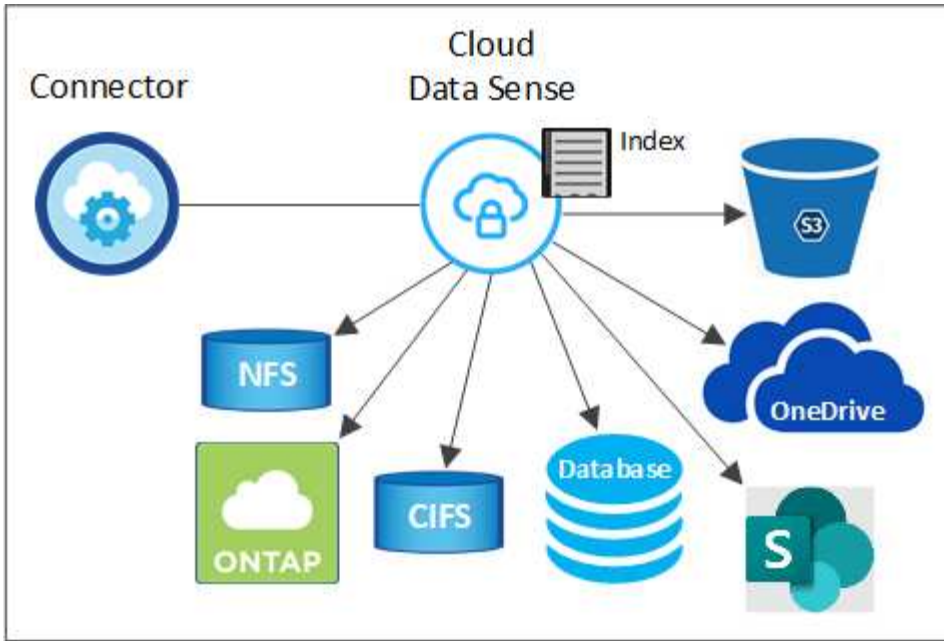 Connector
Cloud
Data Sense
Index
S3
NFS
OneDrive
ONTAP
CIFS
Database
S